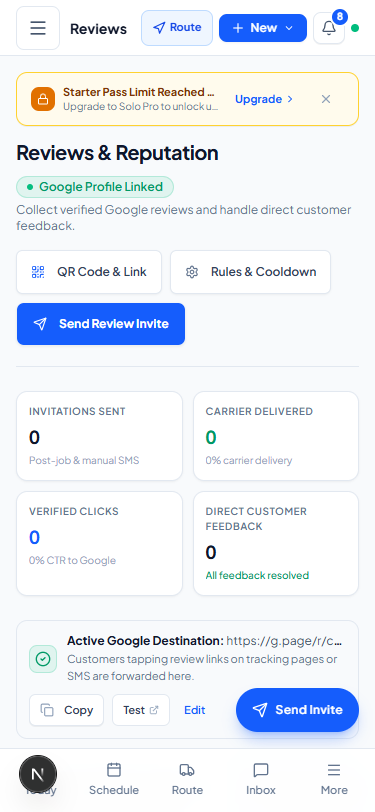 Reviews
Route
New
8
Starter Pass Limit Reached ...
Upgrade to Solo Pro to unlock u...
Upgrade
Reviews & Reputation
Google Profile Linked
Collect verified Google reviews and handle direct customer
feedback.
QR Code & Link
Rules & Cooldown
Send Review Invite
INVITATIONS SENT
0
Post-job & manual SMS
CARRIER DELIVERED
0
0% carrier delivery
VERIFIED CLICKS
0
0% CTR to Google
DIRECT CUSTOMER
FEEDBACK
0
All feedback resolved
Active Google Destination: https://g.page/r/c...
Customers tapping review links on tracking pages or
SMS are forwarded here.
Copy
Test
Edit
Send Invite
N
Schedule
Route
Inbox
More